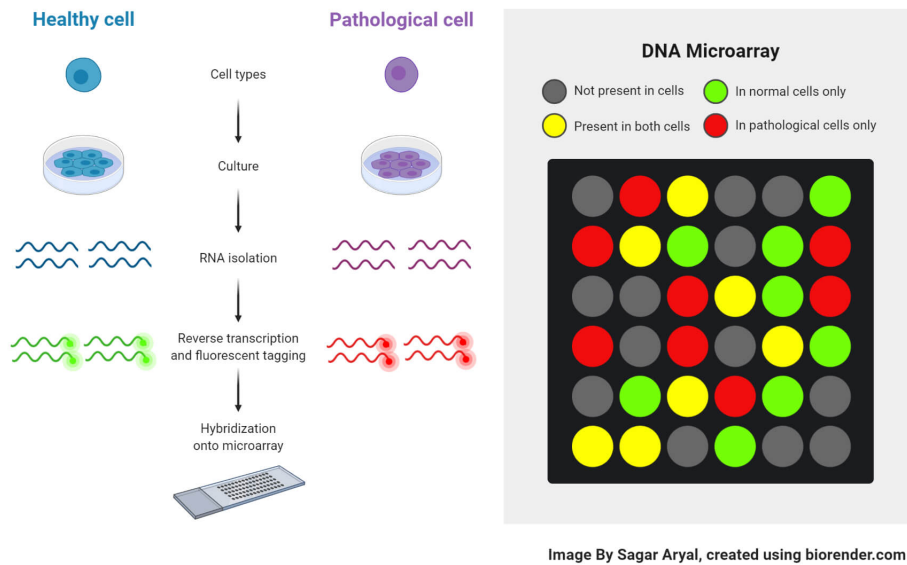 Healthy cell
Pathological cell
Cell types
Culture
RNA isolation
Reverse transcription
and fluorescent tagging
Hybridization
onto microarray
DNA Microarray
Not present in cells
In normal cells only
Present in both cells
In pathological cells only
Image By Sagar Aryal, created using biorender.com